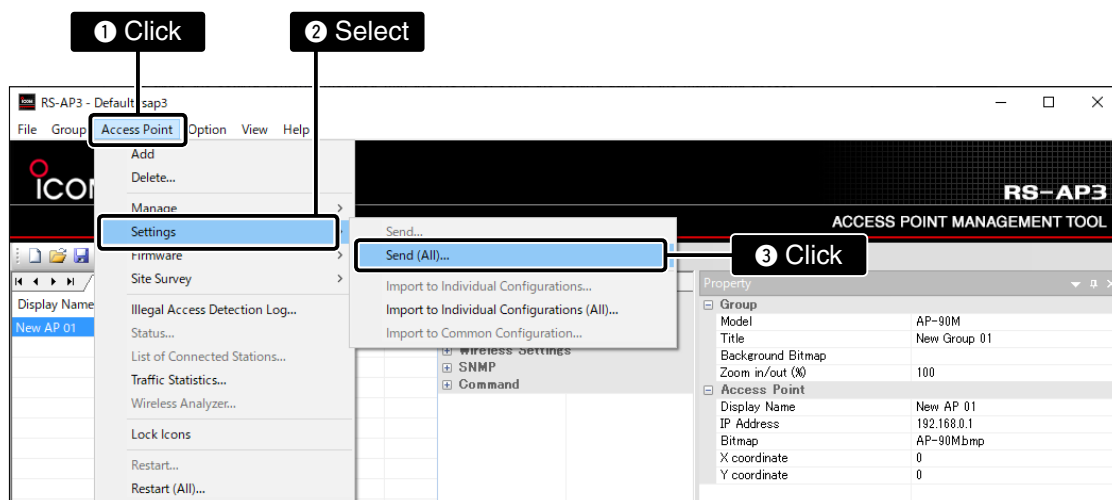 ❶ Click
❷ Select
RS-AP3 - Default sap3
File Group Access Point Option View Help
ICO
RS-AP3
ACCESS POINT MANAGEMENT TOOL
Add
Delete...
Manage
Settings
Firmware
Site Survey
Illegal Access Detection Log...
Status...
List of Connected Stations...
Traffic Statistics...
Wireless Analyzer...
Lock Icons
Restart...
Restart (All)...
Send...
Send (All)...
Import to Individual Configurations...
Import to Individual Configurations (All)...
Import to Common Configuration...
❸ Click
Display Name
New AP 01
Wireless Settings
SNMP
Command
Property
Group
Model AP-90M
Title New Group 01
Background Bitmap
Zoom in/out (%) 100
Access Point
Display Name New AP 01
IP Address 192.168.0.1
Bitmap AP-90M.bmp
X coordinate 0
Y coordinate 0